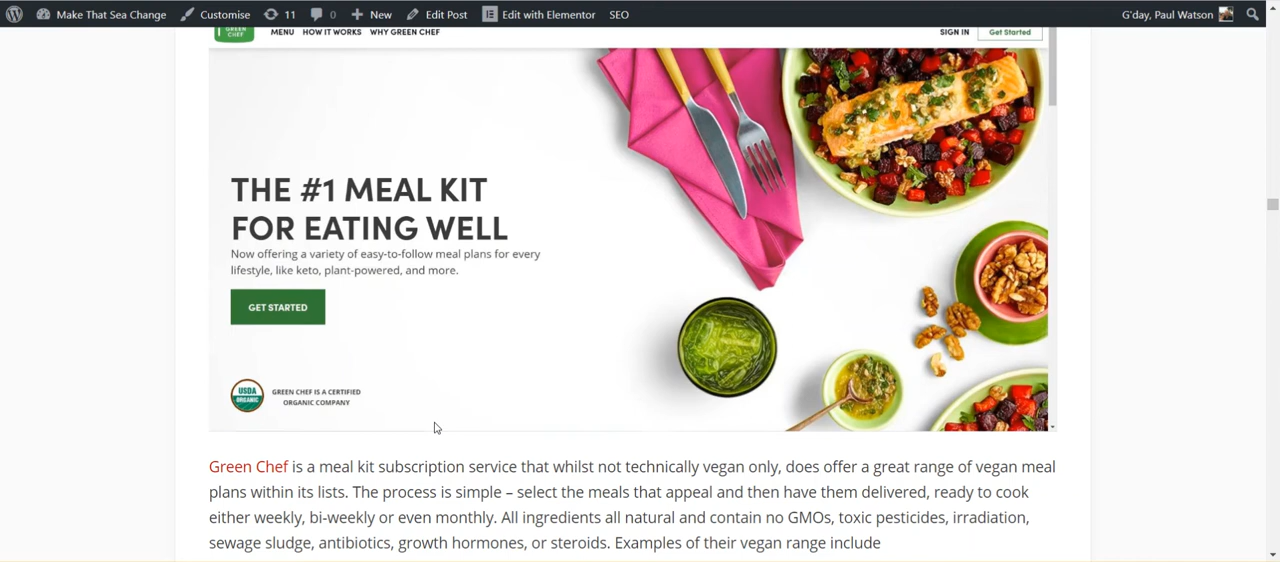 Make That Sea Change
Customise
11
0
New
Edit Post
Edit with Elementor
SEO
G'day, Paul Watson
GREEN
CHEF
MENU
HOW IT WORKS
WHY GREEN CHEF
SIGN IN
Get Started
THE #1 MEAL KIT
FOR EATING WELL
Now offering a variety of easy-to-follow meal plans for every
lifestyle, like keto, plant-powered, and more.
GET STARTED
USDA
ORGANIC
GREEN CHEF IS A CERTIFIED
ORGANIC COMPANY
Green Chef is a meal kit subscription service that whilst not technically vegan only, does offer a great range of vegan meal
plans within its lists. The process is simple – select the meals that appeal and then have them delivered, ready to cook
either weekly, bi-weekly or even monthly. All ingredients all natural and contain no GMOs, toxic pesticides, irradiation,
sewage sludge, antibiotics, growth hormones, or steroids. Examples of their vegan range include